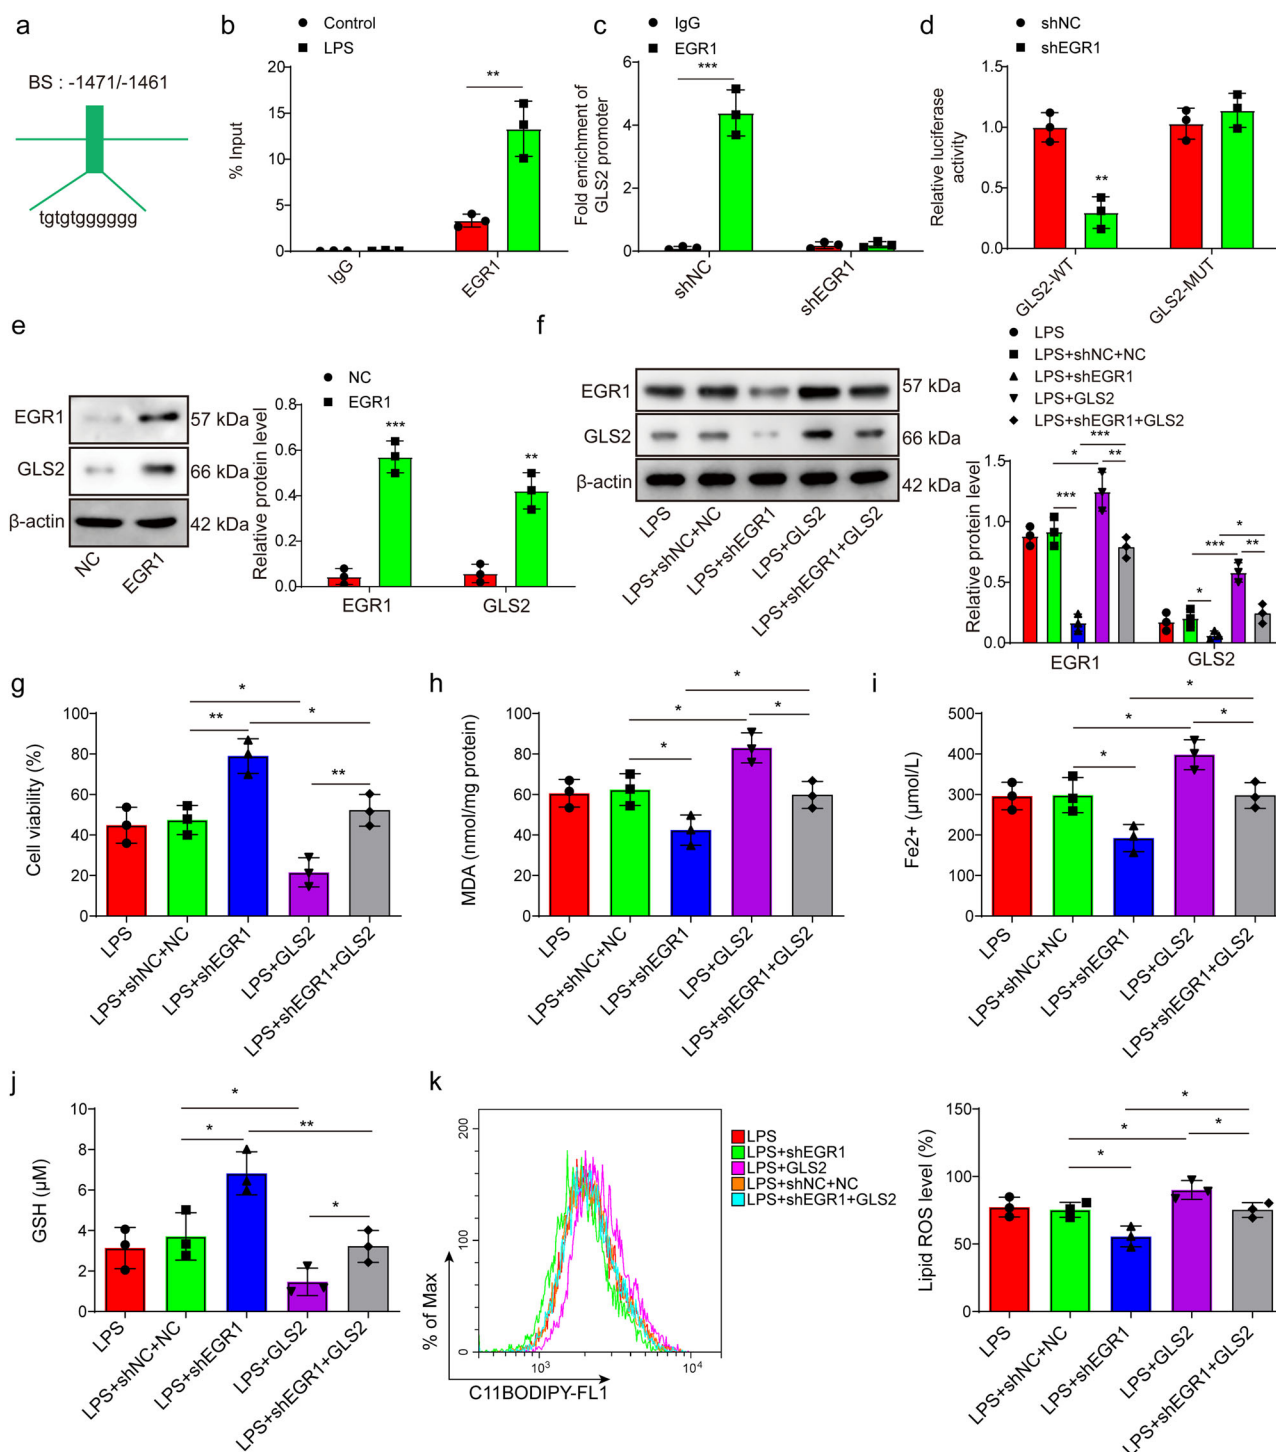 a
BS : -1471/-1461
tgtgtgggggg
b
Control
LPS
% Input
20
15
10
5
0
**
IgG
EGR1
c
IgG
EGR1
Fold enrichment of
GLS2 promoter
6
4
2
0
***
shNC
shEGR1
d
shNC
shEGR1
Relative luciferase
activity
1.5
1.0
0.5
0.0
**
GLS2-WT
GLS2-MUT
e
EGR1
57 kDa
GLS2
66 kDa
β-actin
42 kDa
NC
EGR1
NC
EGR1
Relative protein level
0.8
0.6
0.4
0.2
0.0
***
**
EGR1
GLS2
f
EGR1
57 kDa
GLS2
66 kDa
β-actin
42 kDa
LPS
LPS+shNC+NC
LPS+shEGR1
LPS+GLS2
LPS+shEGR1+GLS2
LPS
LPS+shNC+NC
LPS+shEGR1
LPS+GLS2
LPS+shEGR1+GLS2
Relative protein level
1.5
1.0
0.5
0.0
***
* **
***
*
*** **
*
EGR1
GLS2
g
Cell viability (%)
100
80
60
40
20
0
*
** *
**
LPS
LPS+shNC+NC
LPS+shEGR1
LPS+GLS2
LPS+shEGR1+GLS2
h
MDA (nmol/mg protein)
100
80
60
40
20
0
*
* *
*
LPS
LPS+shNC+NC
LPS+shEGR1
LPS+GLS2
LPS+shEGR1+GLS2
i
Fe2+ (μmol/L)
500
400
300
200
100
0
*
* *
*
LPS
LPS+shNC+NC
LPS+shEGR1
LPS+GLS2
LPS+shEGR1+GLS2
j
GSH (μM)
10
8
6
4
2
0
*
* **
*
LPS
LPS+shNC+NC
LPS+shEGR1
LPS+GLS2
LPS+shEGR1+GLS2
k
% of Max
200
100
0
10³
10⁴
C11BODIPY-FL1
LPS
LPS+shEGR1
LPS+GLS2
LPS+shNC+NC
LPS+shEGR1+GLS2
Lipid ROS level (%)
150
100
50
0
*
* *
*
LPS
LPS+shNC+NC
LPS+shEGR1
LPS+GLS2
LPS+shEGR1+GLS2